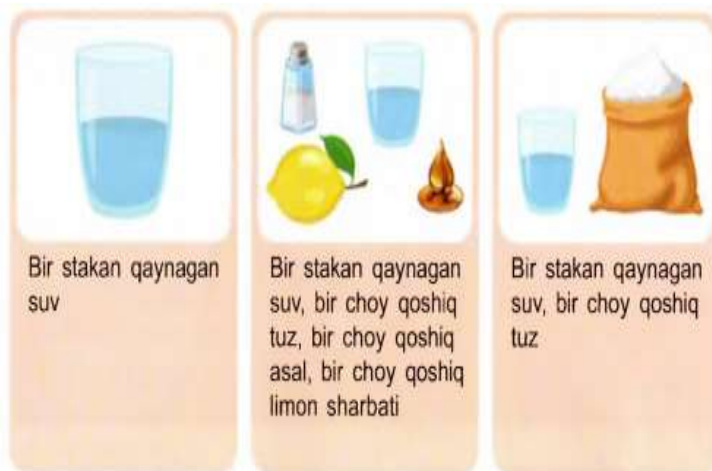 Bir stakan qaynagan
suv
Bir stakan qaynagan
suv, bir choy qoshiq
tuz, bir choy qoshiq
asal, bir choy qoshiq
limon sharbati
Bir stakan qaynagan
suv, bir choy qoshiq
tuz